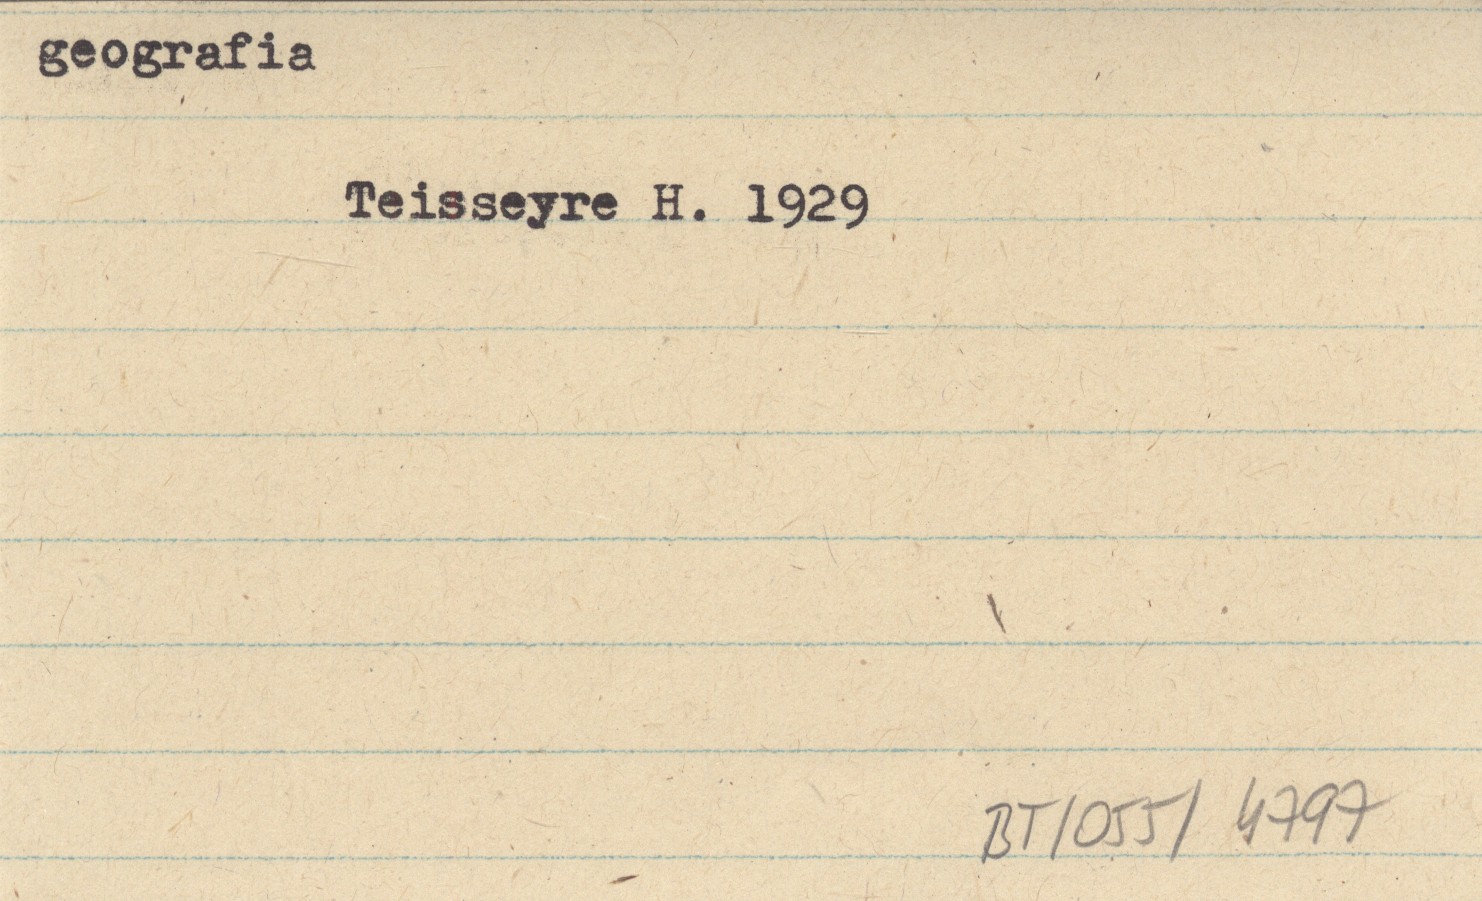 geografia
Teisseyre H. 1929
BT/055/ 4797